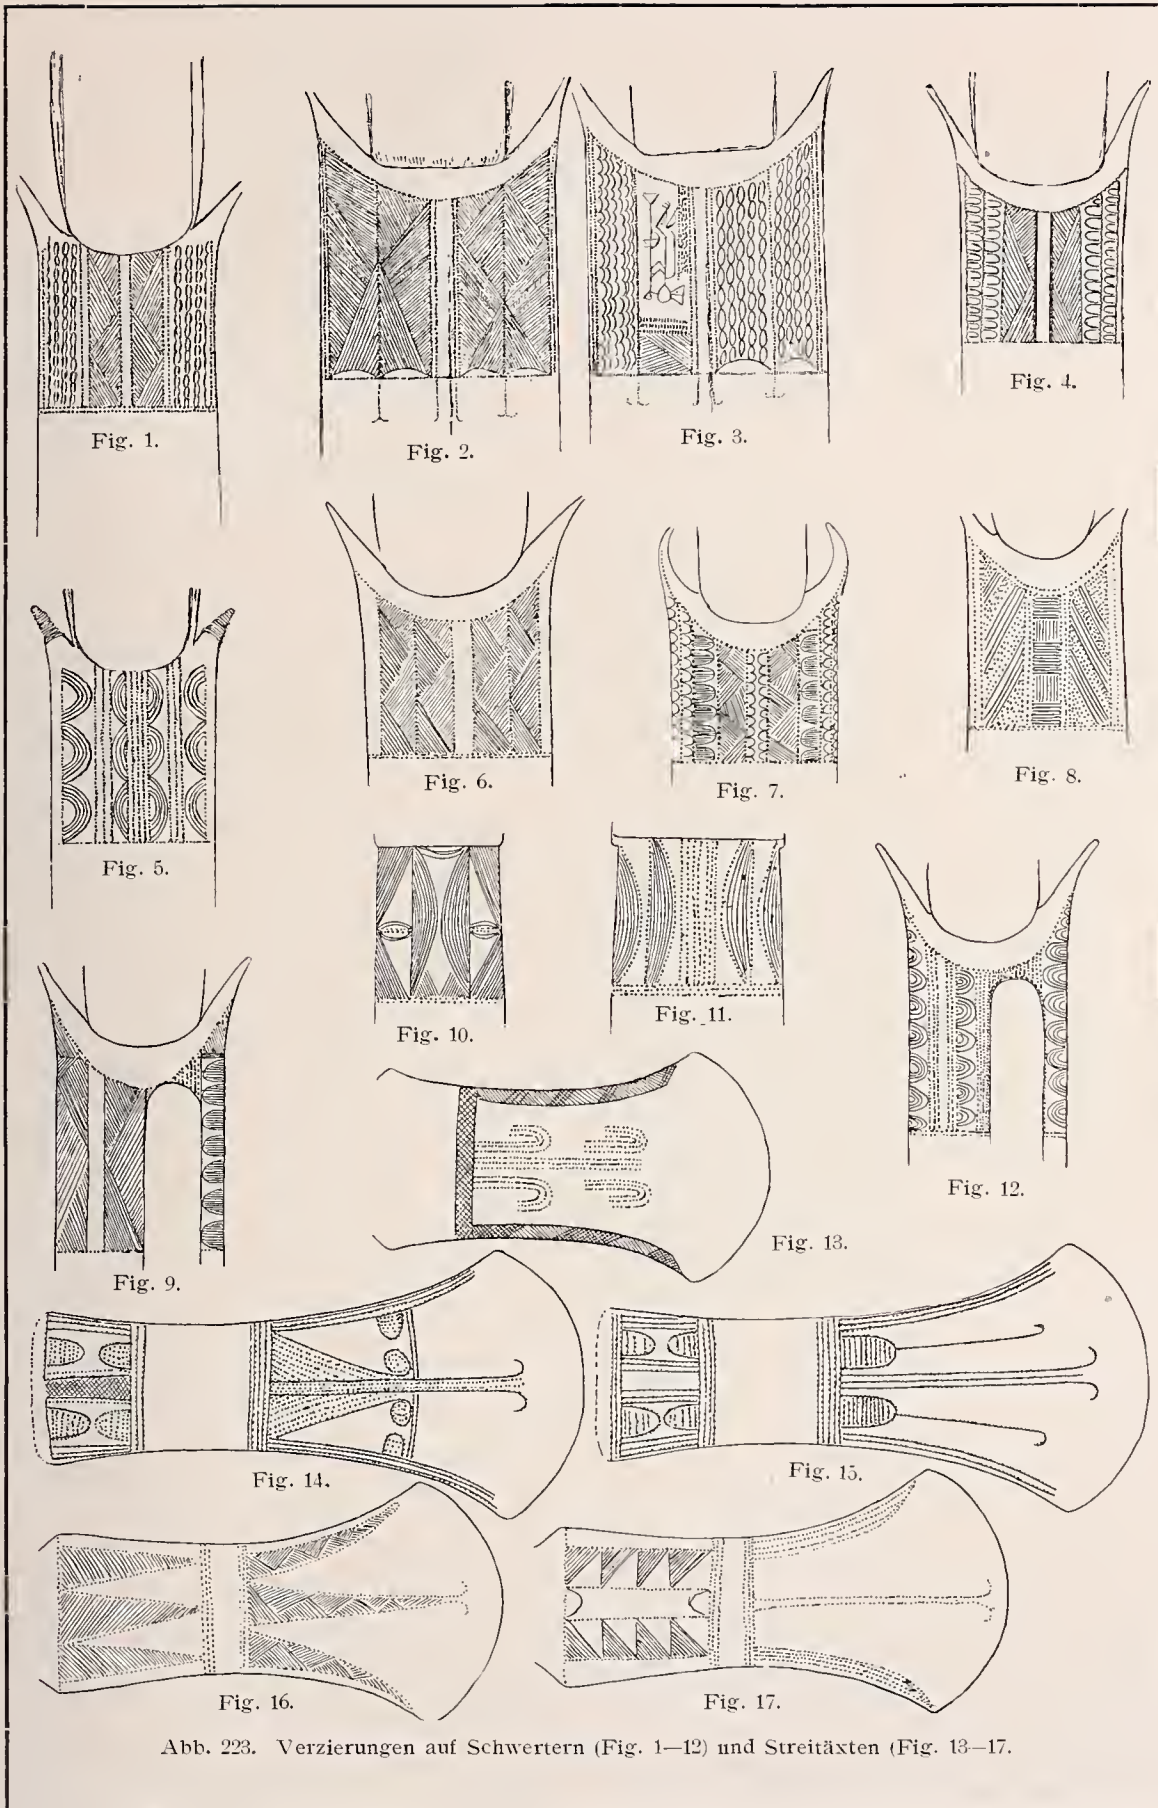 Fig. 1.
Fig. 2.
Fig. 3.
Fig. 4.
Fig. 5.
Fig. 6.
Fig. 7.
Fig. 8.
Fig. 9.
Fig. 10.
Fig. 11.
Fig. 12.
Fig. 13.
Fig. 14.
Fig. 15.
Fig. 16.
Fig. 17.
Abb. 223. Verzierungen auf Schwertern (Fig. 1—12) und Streitäxten (Fig. 13—17.